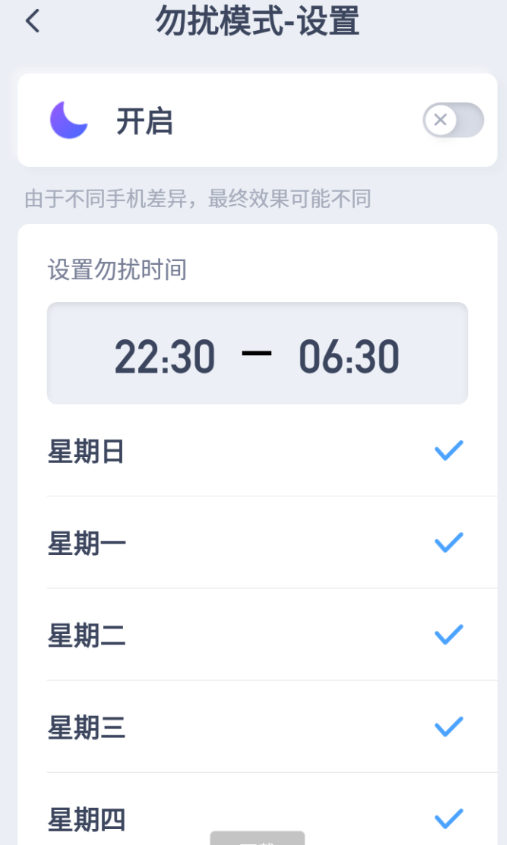 勿扰模式-设置
开启
由于不同手机差异，最终效果可能不同
设置勿扰时间
22:30 — 06:30
星期日
星期一
星期二
星期三
星期四